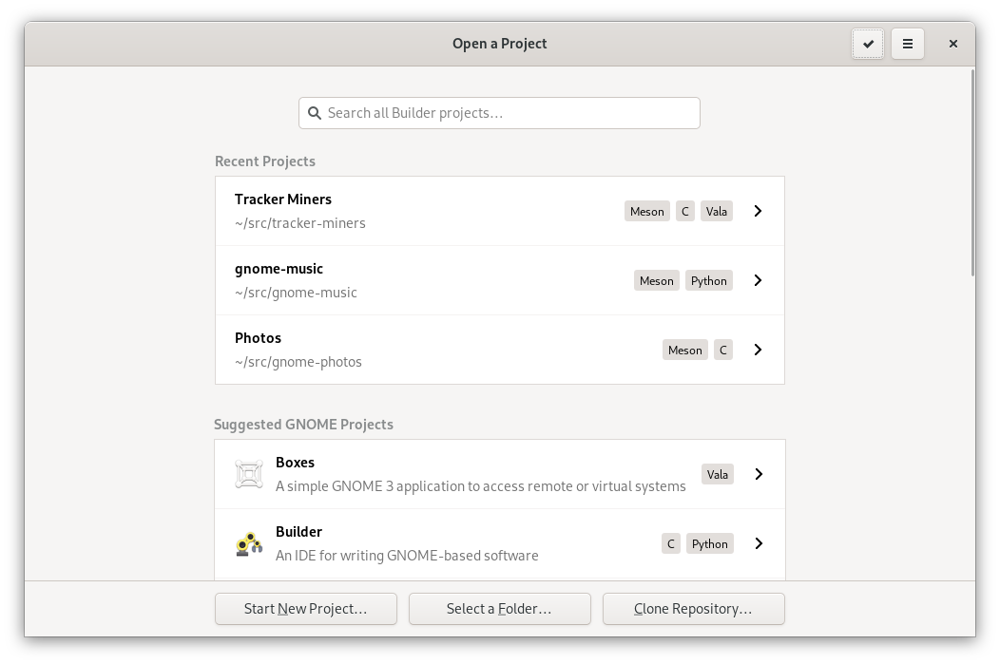 Open a Project
Search all Builder projects…
Recent Projects
Tracker Miners
~/src/tracker-miners
Meson C Vala
gnome-music
~/src/gnome-music
Meson Python
Photos
~/src/gnome-photos
Meson C
Suggested GNOME Projects
Boxes
A simple GNOME 3 application to access remote or virtual systems
Vala
Builder
An IDE for writing GNOME-based software
C Python
Start New Project… Select a Folder… Clone Repository…